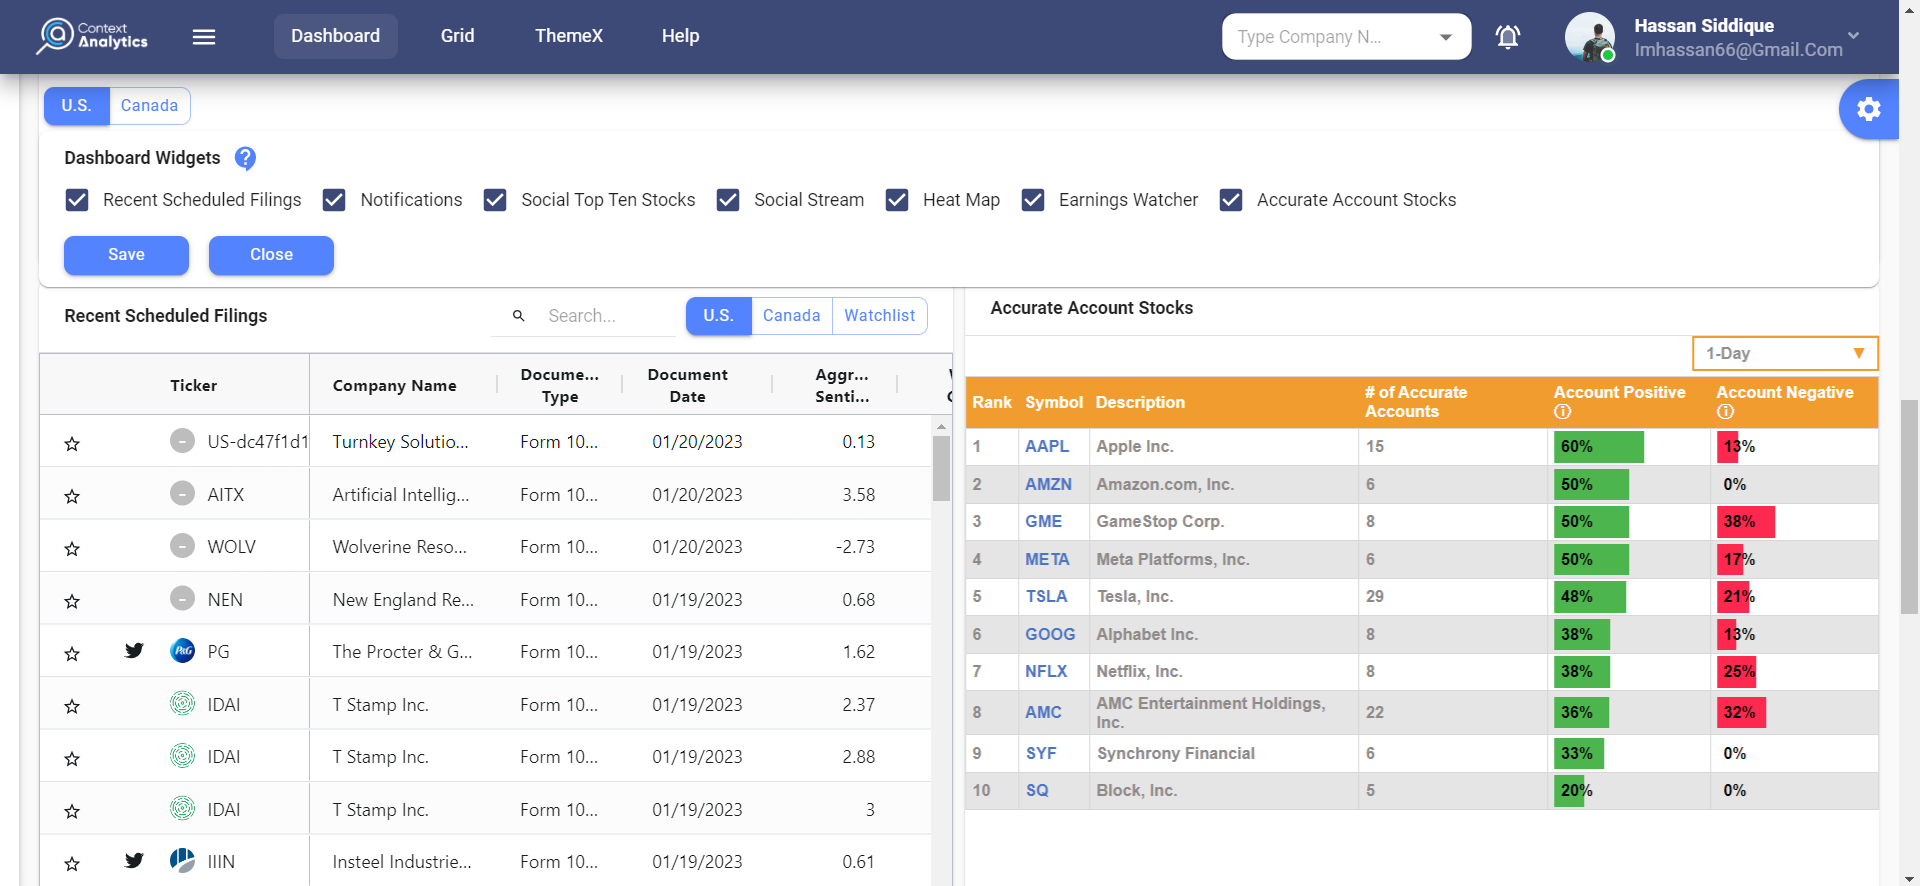 Context
Analytics
Dashboard
Grid
ThemeX
Help
Type Company N...
Hassan Siddique
Imhassan66@Gmail.Com
U.S.
Canada
Dashboard Widgets ?
Recent Scheduled Filings
Notifications
Social Top Ten Stocks
Social Stream
Heat Map
Earnings Watcher
Accurate Account Stocks
Save
Close
Recent Scheduled Filings
Search...
U.S.
Canada
Watchlist
Ticker
Company Name
Docume...
Type
Document
Date
Aggr...
Senti...
- US-dc47f1d1 Turnkey Solutio... Form 10... 01/20/2023 0.13
- AITX Artificial Intellig... Form 10... 01/20/2023 3.58
- WOLV Wolverine Reso... Form 10... 01/20/2023 -2.73
- NEN New England Re... Form 10... 01/19/2023 0.68
P&G PG The Procter & G... Form 10... 01/19/2023 1.62
IDAI T Stamp Inc. Form 10... 01/19/2023 2.37
IDAI T Stamp Inc. Form 10... 01/19/2023 2.88
IDAI T Stamp Inc. Form 10... 01/19/2023 3
IIIN Insteel Industrie... Form 10... 01/19/2023 0.61
Accurate Account Stocks
1-Day
Rank
Symbol
Description
# of Accurate
Accounts
Account Positive
Account Negative
1 AAPL Apple Inc. 15 60% 13%
2 AMZN Amazon.com, Inc. 6 50% 0%
3 GME GameStop Corp. 8 50% 38%
4 META Meta Platforms, Inc. 6 50% 17%
5 TSLA Tesla, Inc. 29 48% 21%
6 GOOG Alphabet Inc. 8 38% 13%
7 NFLX Netflix, Inc. 8 38% 25%
8 AMC AMC Entertainment Holdings,
Inc. 22 36% 32%
9 SYF Synchrony Financial 6 33% 0%
10 SQ Block, Inc. 5 20% 0%